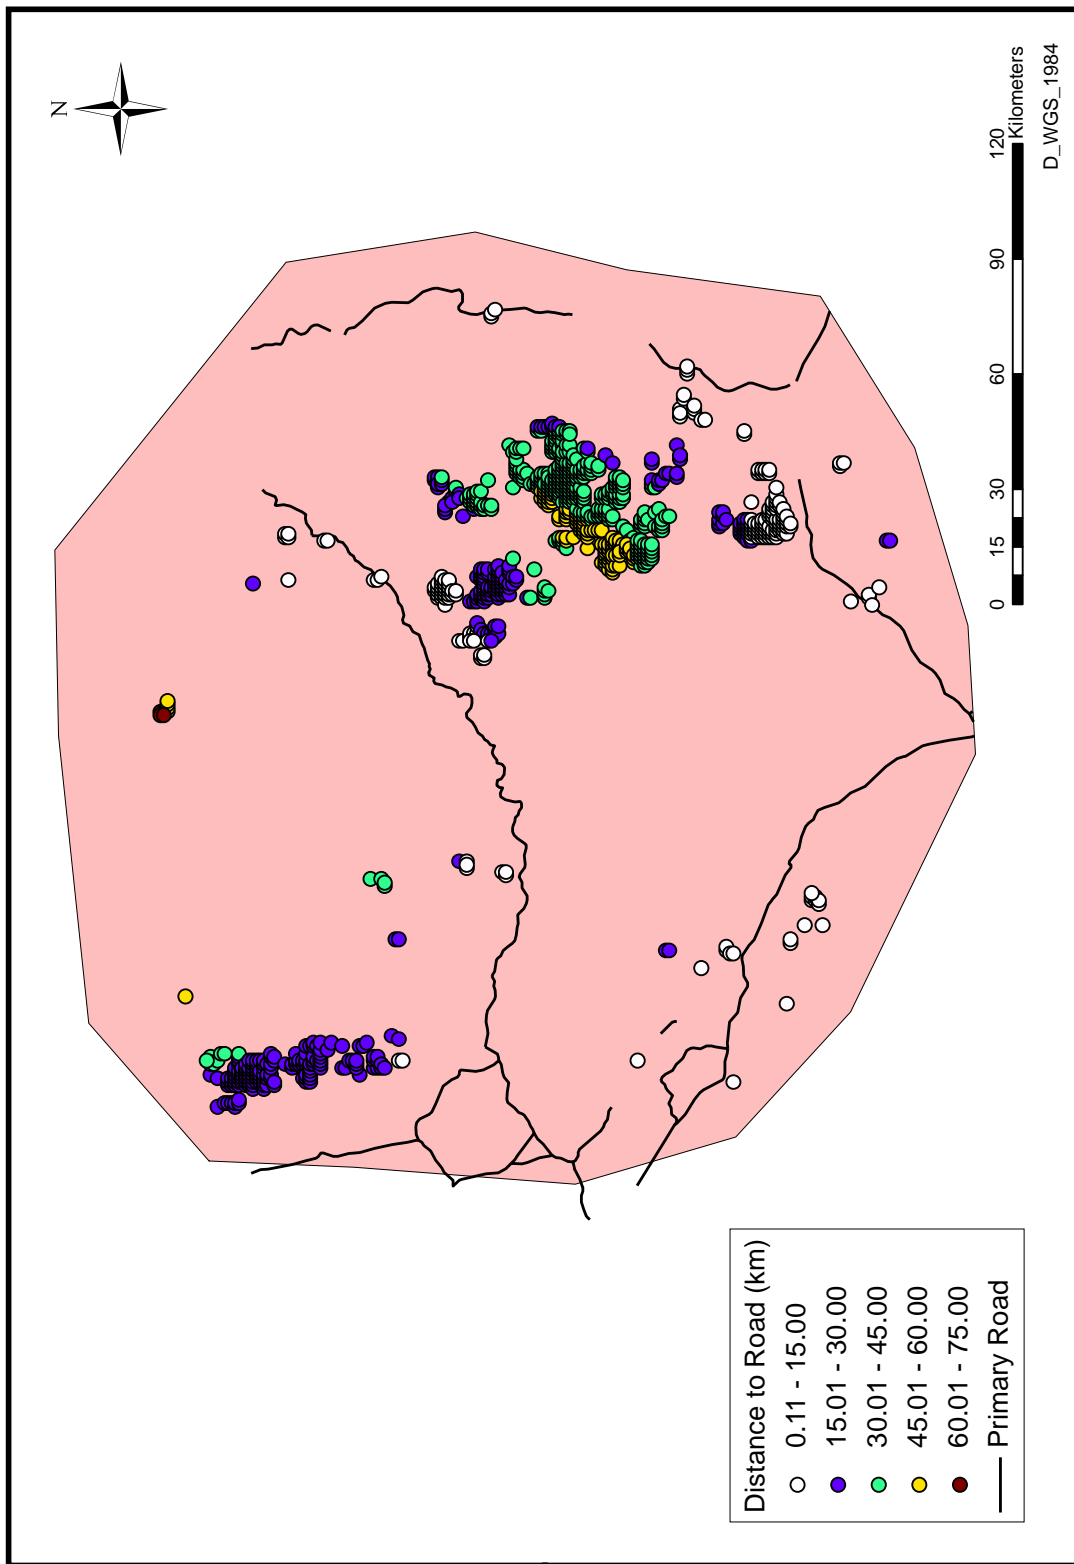 N
0 15 30 60 90 120
Kilometers
D_WGS_1984
Distance to Road (km)
0.11 - 15.00
15.01 - 30.00
30.01 - 45.00
45.01 - 60.00
60.01 - 75.00
Primary Road